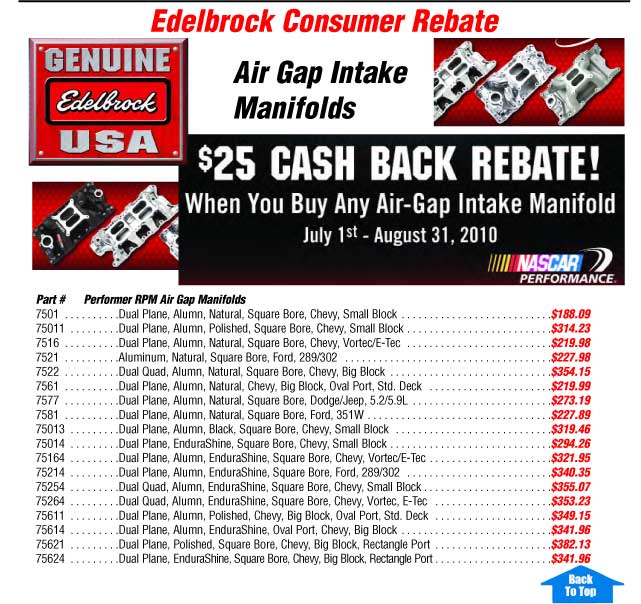 Edelbrock Consumer Rebate
GENUINE
Edelbrock
USA
Air Gap Intake
Manifolds
$25 CASH BACK REBATE!
When You Buy Any Air-Gap Intake Manifold
July 1st - August 31, 2010
NASCAR
PERFORMANCE
Part # Performer RPM Air Gap Manifolds
7501 . . . . . . . . . .Dual Plane, Alumn, Natural, Square Bore, Chevy, Small Block . . . . . . . . . . . . . . . . . . . . . . . . . .$188.09
75011 . . . . . . . . .Dual Plane, Alumn, Polished, Square Bore, Chevy, Small Block . . . . . . . . . . . . . . . . . . . . . . . . .$314.23
7516 . . . . . . . . . .Dual Plane, Alumn, Natural, Square Bore, Chevy, Vortec/E-Tec . . . . . . . . . . . . . . . . . . . . . . . . .$219.98
7521 . . . . . . . . . .Aluminum, Natural, Square Bore, Ford, 289/302 . . . . . . . . . . . . . . . . . . . . . . . . . . . . . . . . . . . .$227.98
7522 . . . . . . . . . .Dual Quad, Alumn, Natural, Square Bore, Chevy, Big Block . . . . . . . . . . . . . . . . . . . . . . . . . . . .$354.15
7561 . . . . . . . . . .Dual Plane, Alumn, Natural, Chevy, Big Block, Oval Port, Std. Deck . . . . . . . . . . . . . . . . . . . . .$219.99
7577 . . . . . . . . . .Dual Plane, Alumn, Natural, Square Bore, Dodge/Jeep, 5.2/5.9L . . . . . . . . . . . . . . . . . . . . . . . .$273.19
7581 . . . . . . . . . .Dual Plane, Alumn, Natural, Square Bore, Ford, 351W . . . . . . . . . . . . . . . . . . . . . . . . . . . . . . . .$227.89
75013 . . . . . . . . .Dual Plane, Alumn, Black, Square Bore, Chevy, Small Block . . . . . . . . . . . . . . . . . . . . . . . . . . . .$319.46
75014 . . . . . . . . .Dual Plane, EnduraShine, Square Bore, Chevy, Small Block . . . . . . . . . . . . . . . . . . . . . . . . . . . .$294.26
75164 . . . . . . . . .Dual Plane, Alumn, EnduraShine, Square Bore, Chevy, Vortec/E-Tec . . . . . . . . . . . . . . . . . . . . .$321.95
75214 . . . . . . . . .Dual Plane, Alumn, EnduraShine, Square Bore, Ford, 289/302 . . . . . . . . . . . . . . . . . . . . . . . . .$340.35
75254 . . . . . . . . .Dual Quad, Alumn, EnduraShine, Square Bore, Chevy, Small Block . . . . . . . . . . . . . . . . . . . . . .$355.07
75264 . . . . . . . . .Dual Quad, Alumn, EnduraShine, Square Bore, Chevy, Vortec, E-Tec . . . . . . . . . . . . . . . . . . . .$353.23
75611 . . . . . . . . .Dual Plane, Alumn, Polished, Chevy, Big Block, Oval Port, Std. Deck . . . . . . . . . . . . . . . . . . . .$349.15
75614 . . . . . . . . .Dual Plane, Alumn, EnduraShine, Oval Port, Chevy, Big Block . . . . . . . . . . . . . . . . . . . . . . . . . .$341.96
75621 . . . . . . . . .Dual Plane, Polished, Square Bore, Chevy, Big Block, Rectangle Port . . . . . . . . . . . . . . . . . . . .$382.13
75624 . . . . . . . . .Dual Plane, EnduraShine, Square Bore, Chevy, Big Block, Rectangle Port . . . . . . . . . . . . . . . . . . . .$341.96
Back
To Top